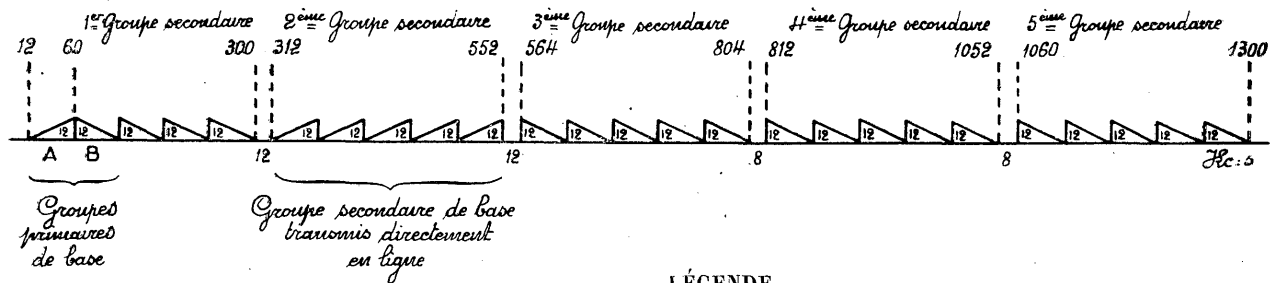 1er Groupe secondaire 2ème Groupe secondaire 3ème Groupe secondaire 4ème Groupe secondaire 5ème Groupe secondaire
12 60 300 312 552 564 804 812 1052 1060 1300
12 12 12 12 12 12 12 12 12 12 12 12 12 12 12 12 12 12 12 12 12 12 12 12 12
A B 12 12 8 8 Kc:s
Groupes
primaires
de base
Groupe secondaire de base
transmis directement
en ligne
LÉGENDE